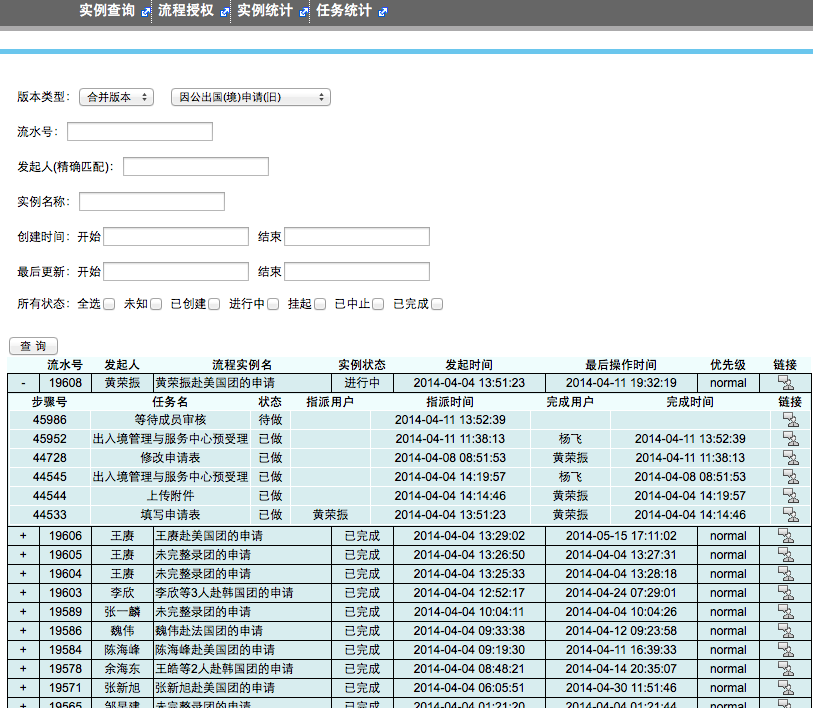 实例查询 流程授权 实例统计 任务统计
版本类型: 合并版本 因公出国(境)申请(旧)
流水号:
发起人(精确匹配):
实例名称:
创建时间: 开始 结束
最后更新: 开始 结束
所有状态: 全选 未知 已创建 进行中 挂起 已中止 已完成
查 询
流水号 发起人 流程实例名 实例状态 发起时间 最后操作时间 优先级 链接
- 19608 黄荣振 黄荣振赴美国团的申请 进行中 2014-04-04 13:51:23 2014-04-11 19:32:19 normal
步骤号 任务名 状态 指派用户 指派时间 完成用户 完成时间 链接
45986 等待成员审核 待做 2014-04-11 13:52:39
45952 出入境管理与服务中心预受理 已做 2014-04-11 11:38:13 杨飞 2014-04-11 13:52:39
44728 修改申请表 已做 2014-04-08 08:51:53 黄荣振 2014-04-11 11:38:13
44545 出入境管理与服务中心预受理 已做 2014-04-04 14:19:57 杨飞 2014-04-08 08:51:53
44544 上传附件 已做 2014-04-04 14:14:46 黄荣振 2014-04-04 14:19:57
44533 填写申请表 已做 黄荣振 2014-04-04 13:51:23 黄荣振 2014-04-04 14:14:46
+ 19606 王赓 王赓赴美国团的申请 已完成 2014-04-04 13:29:02 2014-05-15 17:11:02 normal
+ 19605 王赓 未完整录团的申请 已完成 2014-04-04 13:26:50 2014-04-04 13:27:31 normal
+ 19604 王赓 未完整录团的申请 已完成 2014-04-04 13:25:33 2014-04-04 13:28:18 normal
+ 19603 李欣 李欣等3人赴韩国团的申请 已完成 2014-04-04 12:52:17 2014-04-24 07:29:01 normal
+ 19589 张一麟 未完整录团的申请 已完成 2014-04-04 10:04:11 2014-04-04 10:04:26 normal
+ 19586 魏伟 魏伟赴法国团的申请 已完成 2014-04-04 09:33:38 2014-04-12 09:23:58 normal
+ 19584 陈海峰 陈海峰赴美国团的申请 已完成 2014-04-04 09:19:30 2014-04-11 16:39:33 normal
+ 19578 余海东 王皓等2人赴韩国团的申请 已完成 2014-04-04 08:48:21 2014-04-14 20:35:07 normal
+ 19571 张新旭 张新旭赴美国团的申请 已完成 2014-04-04 06:05:51 2014-04-30 11:51:46 normal
+ 19565 未完整录团的申请 已完成 2014-04-04 01:21:20 2014-04-04 01:21:44 normal